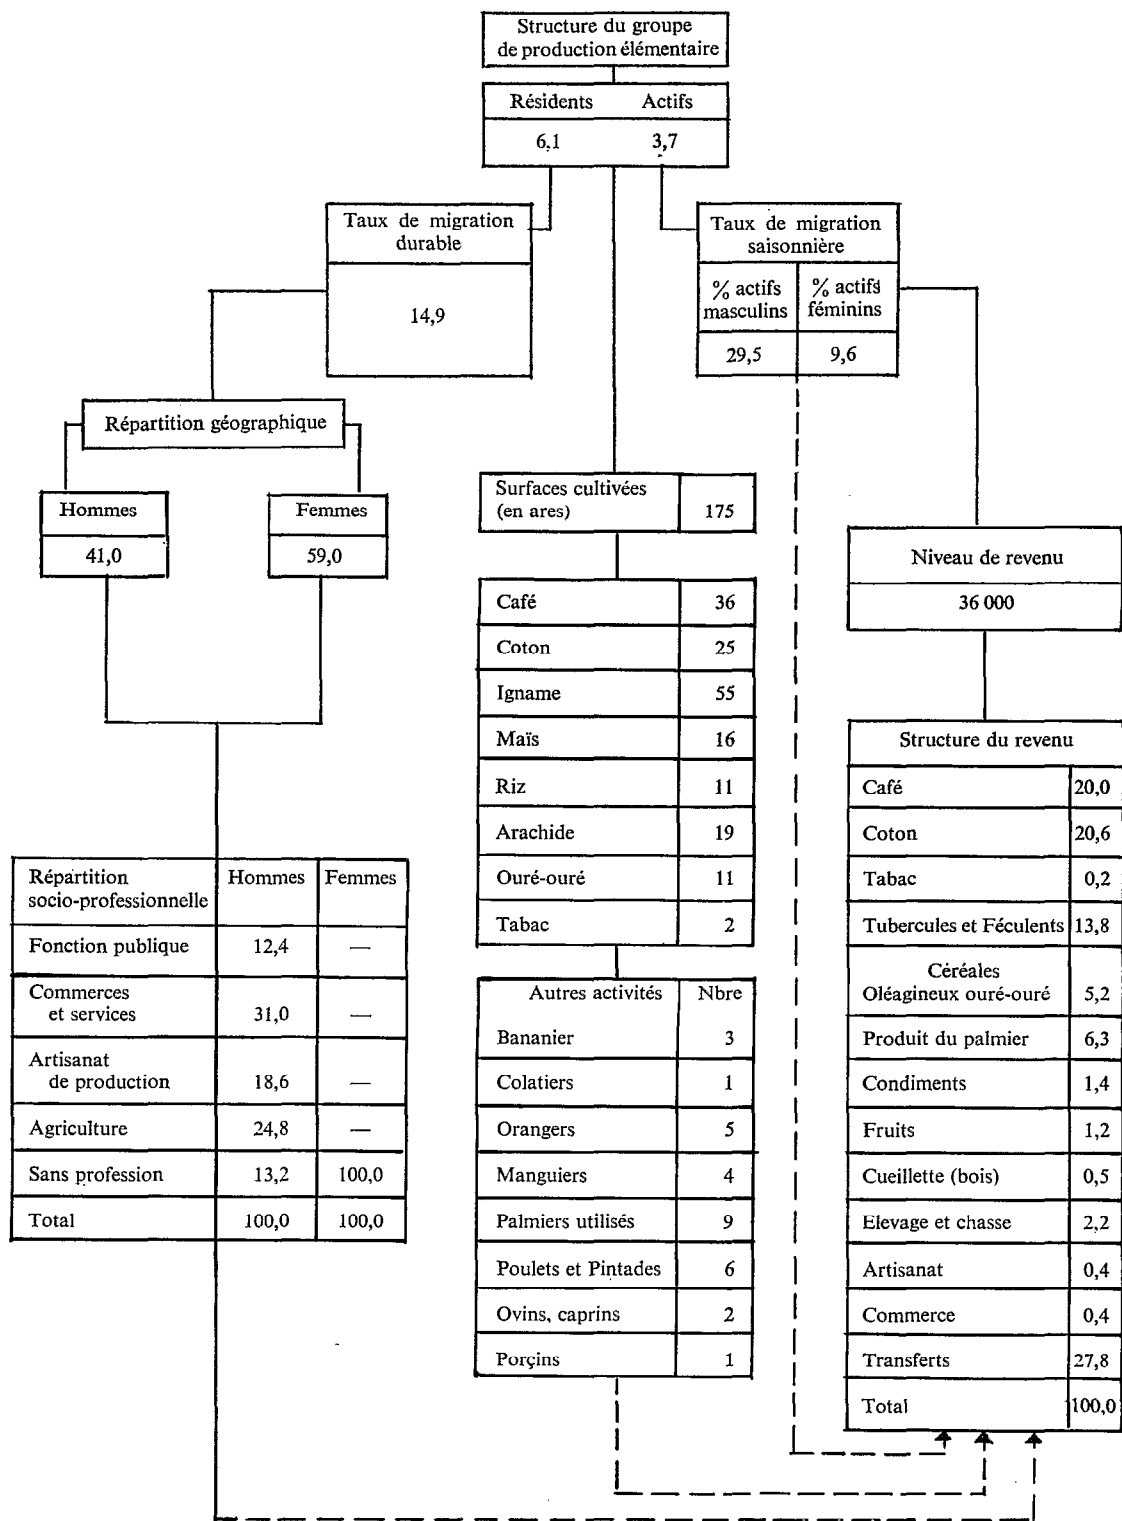 Structure du groupe
de production élémentaire
Résidents Actifs
6,1 3,7
Taux de migration
durable
14,9
Taux de migration
saisonnière
% actifs
masculins
% actifs
féminins
29,5 9,6
Répartition géographique
Hommes
41,0
Femmes
59,0
Surfaces cultivées
(en ares) 175
Café 36
Coton 25
Igname 55
Maïs 16
Riz 11
Arachide 19
Ouré-ouré 11
Tabac 2
Autres activités Nbre
Bananier 3
Colatiers 1
Orangers 5
Manguiers 4
Palmiers utilisés 9
Poulets et Pintades 6
Ovins, caprins 2
Porçins 1
Répartition
socio-professionnelle Hommes Femmes
Fonction publique 12,4 —
Commerces
et services 31,0 —
Artisanat
de production 18,6 —
Agriculture 24,8 —
Sans profession 13,2 100,0
Total 100,0 100,0
Niveau de revenu
36 000
Structure du revenu
Café 20,0
Coton 20,6
Tabac 0,2
Tubercules et Féculents 13,8
Céréales
Oléagineux ouré-ouré 5,2
Produit du palmier 6,3
Condiments 1,4
Fruits 1,2
Cueillette (bois) 0,5
Elevage et chasse 2,2
Artisanat 0,4
Commerce 0,4
Transferts 27,8
Total 100,0